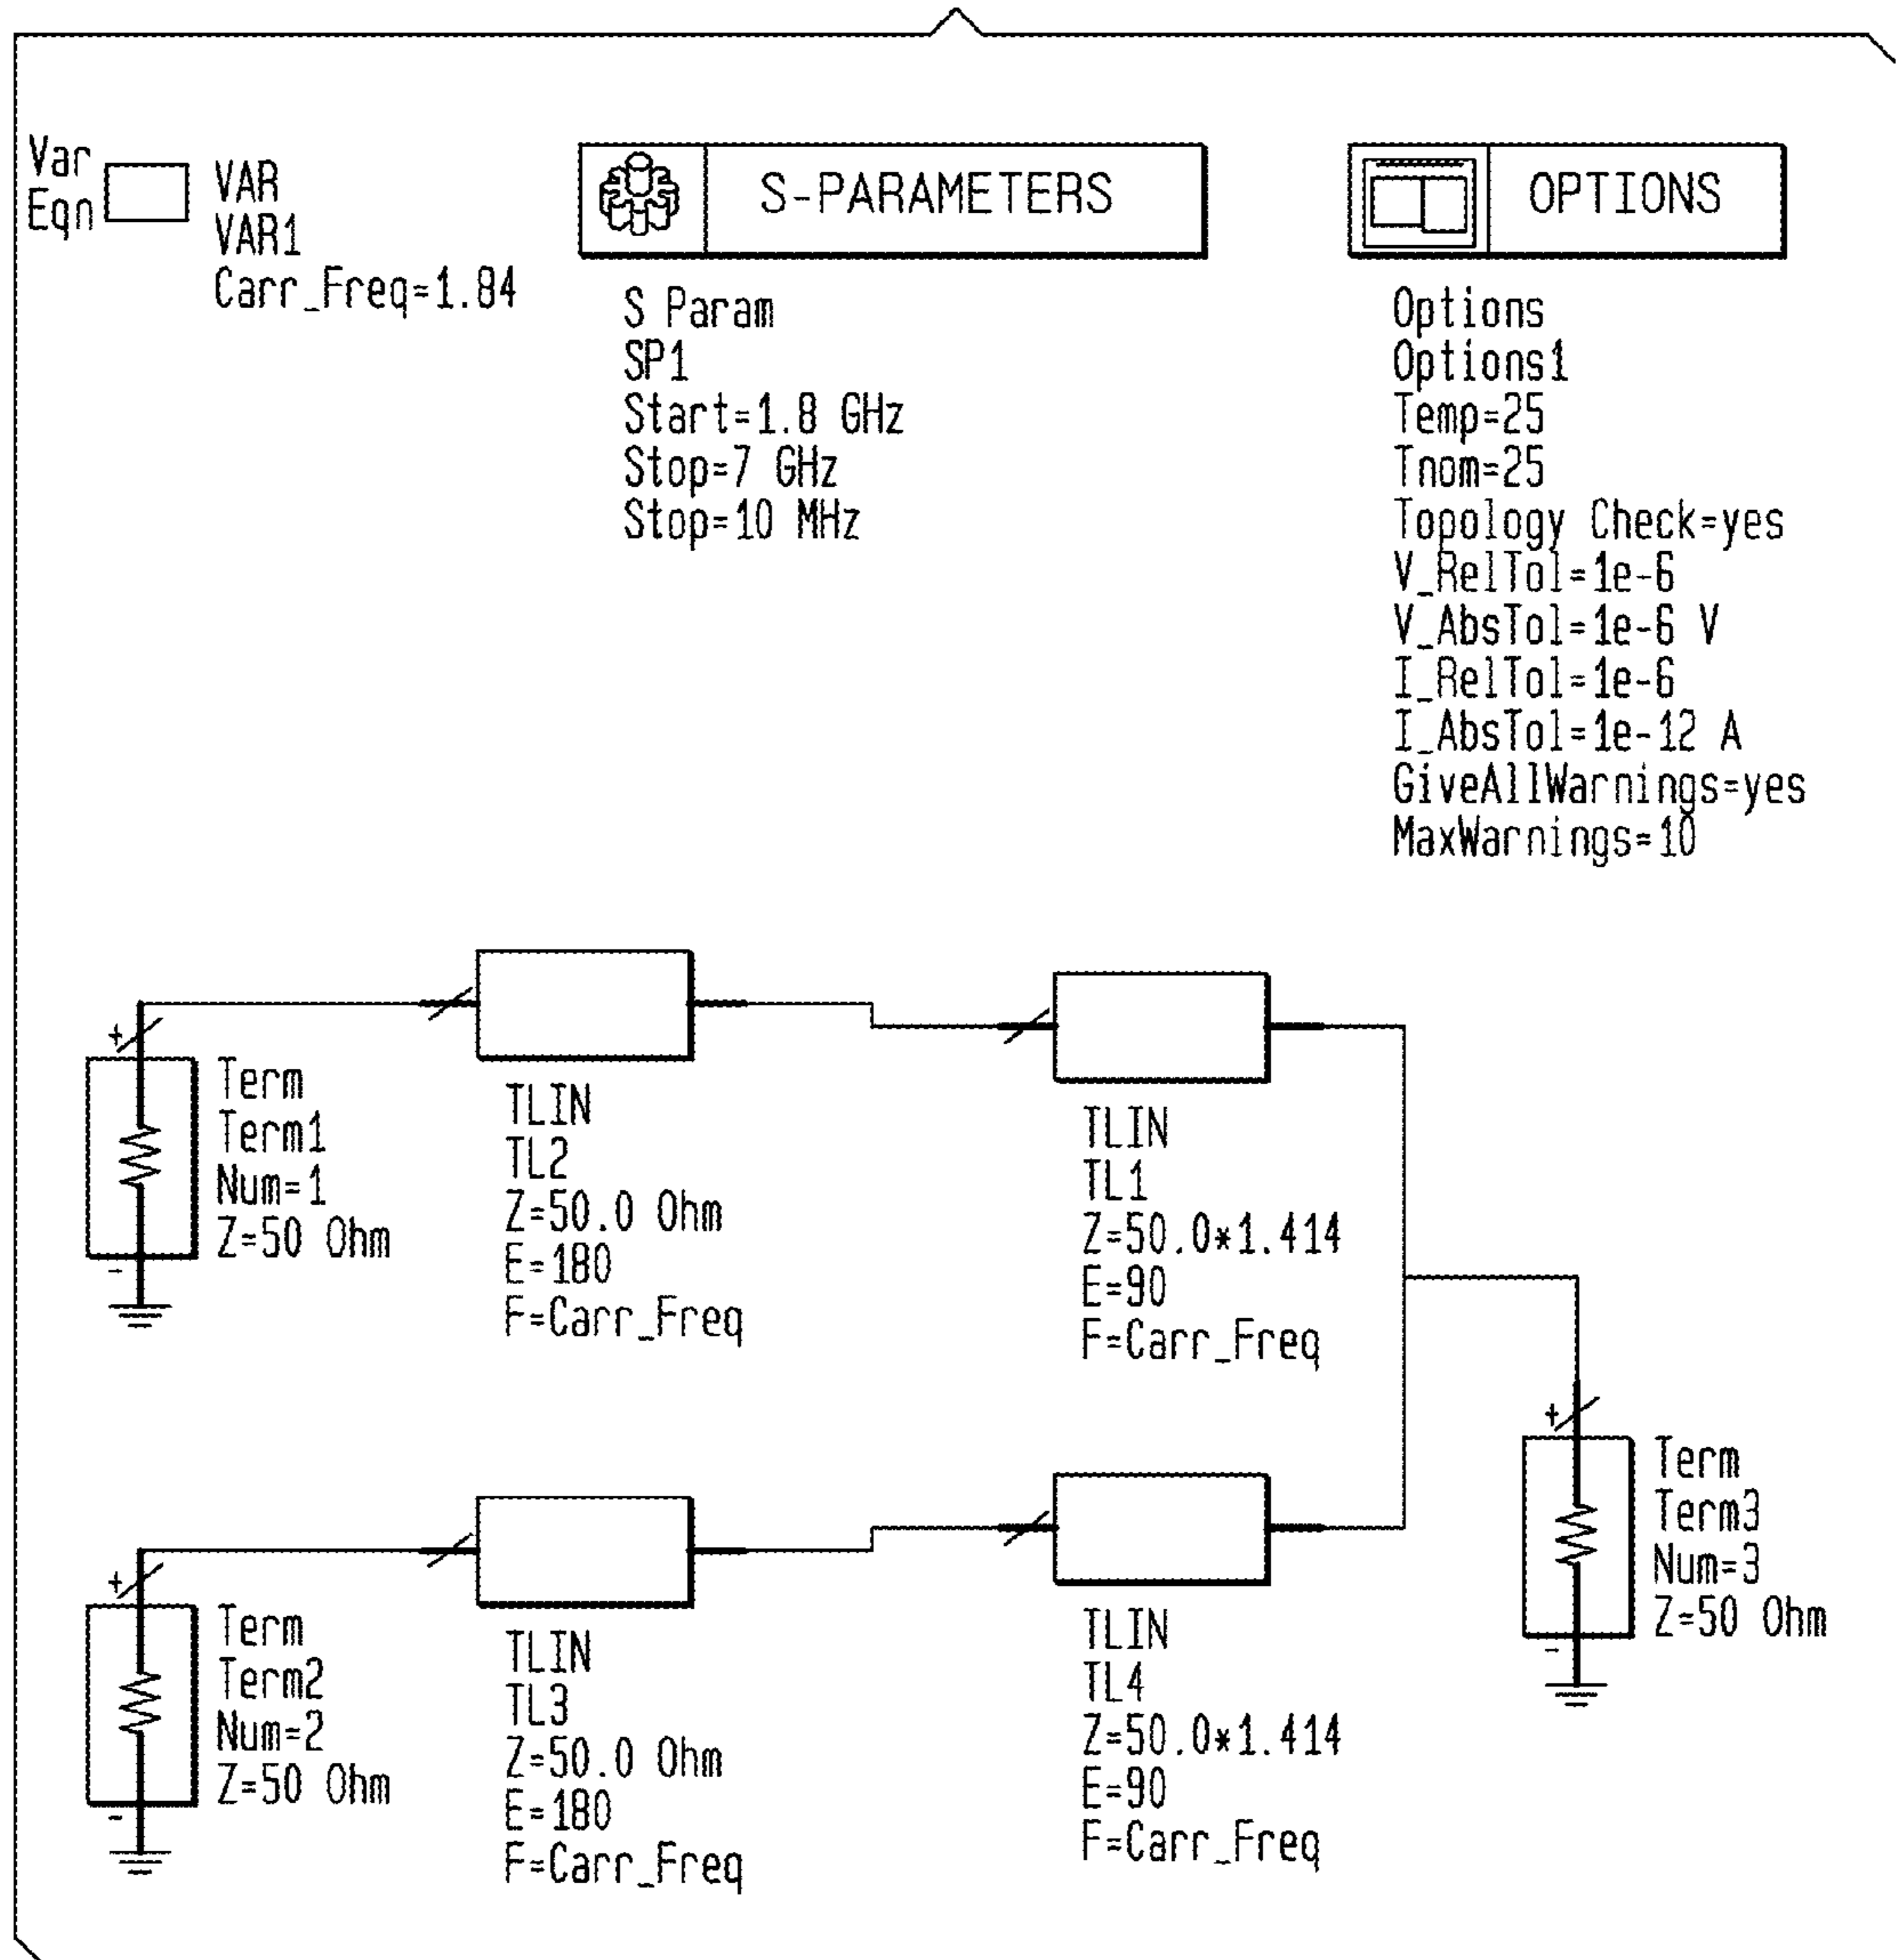 Var
Eqn
VAR
VAR1
Carr_Freq=1.84
S-PARAMETERS
S Param
SP1
Start=1.8 GHz
Stop=7 GHz
Stop=10 MHz
OPTIONS
Options
Options1
Temp=25
Tnom=25
Topology Check=yes
V_RelTol=1e-6
V_AbsTol=1e-6 V
I_RelTol=1e-6
I_AbsTol=1e-12 A
GiveAllWarnings=yes
MaxWarnings=10
+
-
Term
Term1
Num=1
Z=50 Ohm
TLIN
TL2
Z=50.0 Ohm
E=180
F=Carr_Freq
TLIN
TL1
Z=50.0*1.414
E=90
F=Carr_Freq
+
-
Term
Term2
Num=2
Z=50 Ohm
TLIN
TL3
Z=50.0 Ohm
E=180
F=Carr_Freq
TLIN
TL4
Z=50.0*1.414
E=90
F=Carr_Freq
+
-
Term
Term3
Num=3
Z=50 Ohm